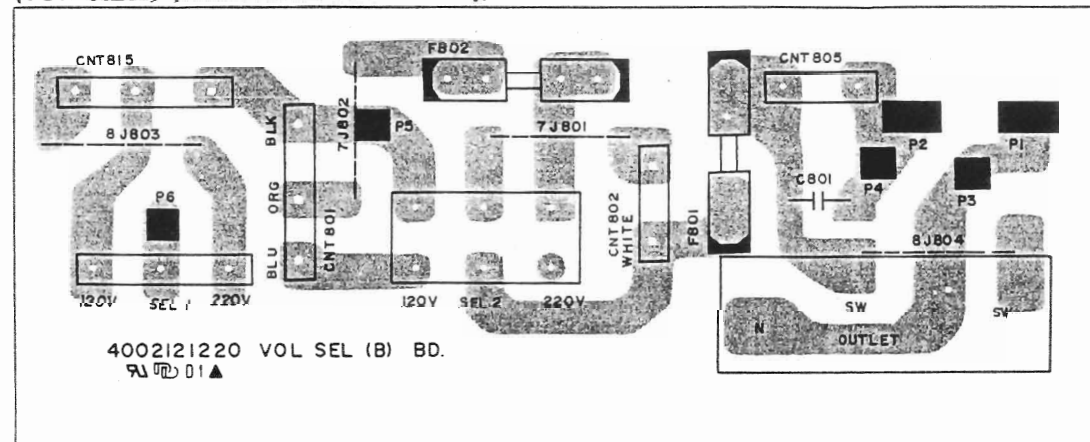 CNT815
F802
CNT805
8J803
BLK
7J802
P5
7J801
P2
P1
P6
ORG
C801
P4
P3
CNT801
CNT802
WHITE
F801
8J804
BLU
120V
SEL 1
220V
120V
SEL.2
220V
SW
SW
N
OUTLET
4002121220 VOL SEL (B) BD.
01▲